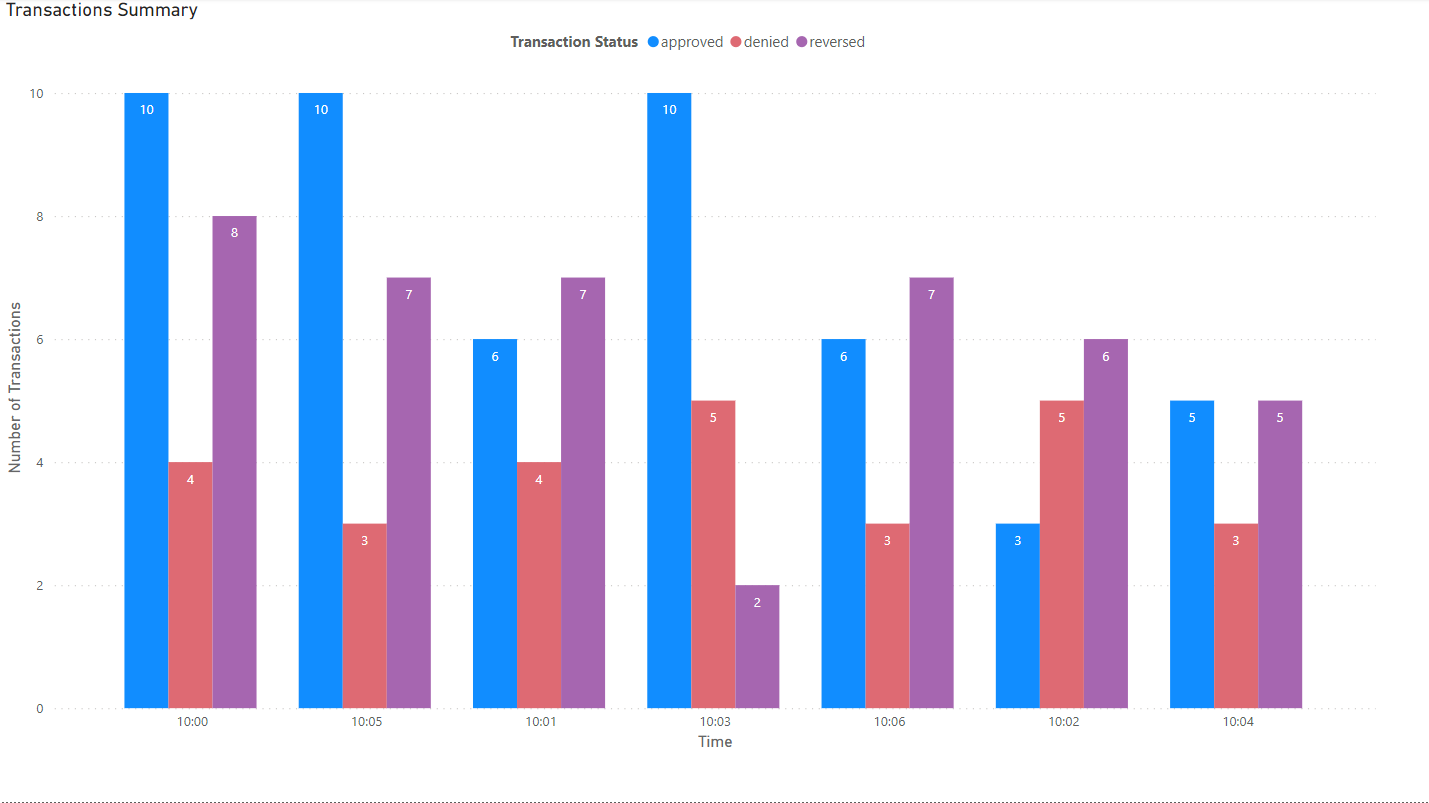 Transactions Summary
Transaction Status approved denied reversed
Number of Transactions
10
8
6
4
2
0
10 4 8
10 3 7
6 4 7
10 5 2
6 3 7
3 5 6
5 3 5
10:00 10:05 10:01 10:03 10:06 10:02 10:04
Time